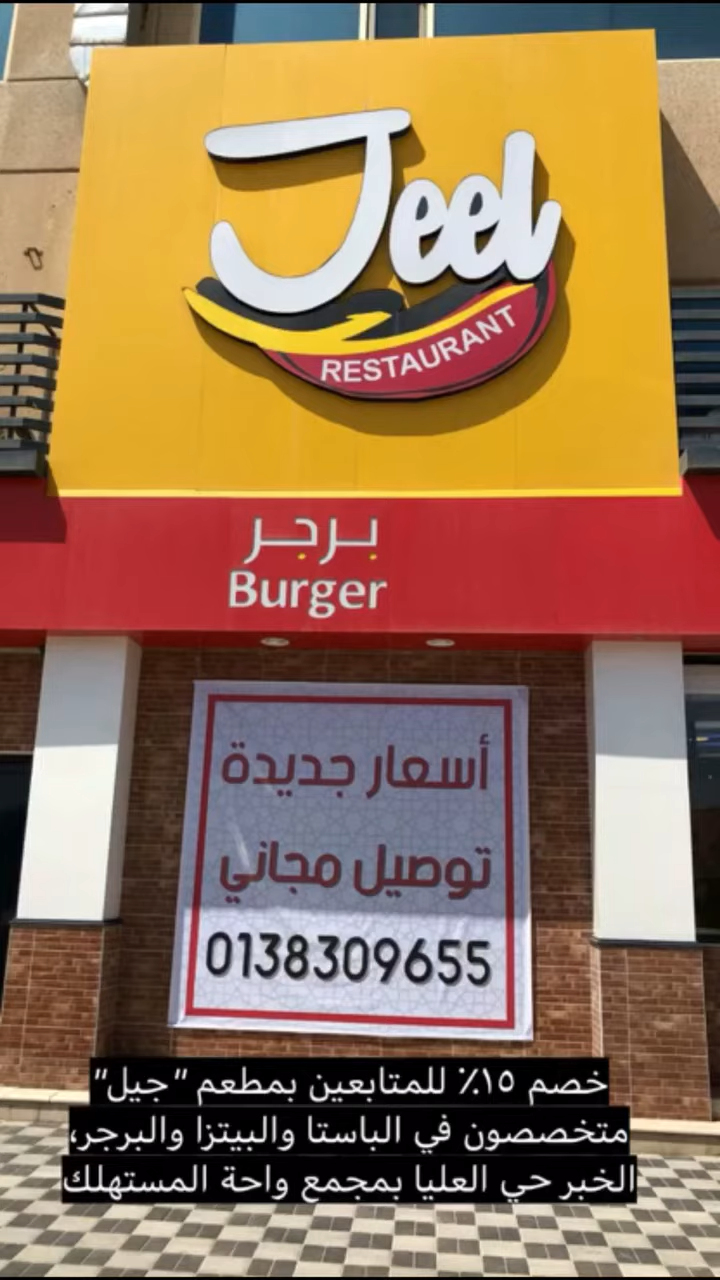 Jeel
RESTAURANT
برجر
Burger
أسعار جديدة
توصيل مجاني
0138309655
خصم ١٥٪ للمتابعين بمطعم "جيل"
متخصصون في الباستا والبيتزا والبرجر،
الخبر حي العليا بمجمع واحة المستهلك